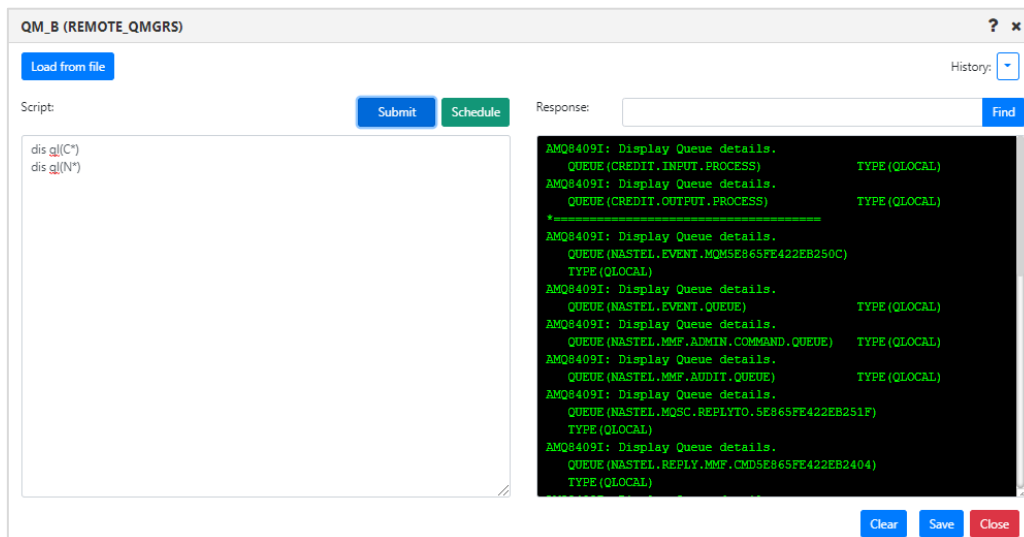 QM_B (REMOTE_QMGRS)
? ×
Load from file
History:
Script:
Submit
Schedule
Response:
Find
dis ql(C*)
dis ql(N*)
AMQ8409I: Display Queue details.
QUEUE(CREDIT.INPUT.PROCESS) TYPE(QLOCAL)
AMQ8409I: Display Queue details.
QUEUE(CREDIT.OUTPUT.PROCESS) TYPE(QLOCAL)
*=====================================
AMQ8409I: Display Queue details.
QUEUE(NASTEL.EVENT.MQM5E865FE422EB250C)
TYPE(QLOCAL)
AMQ8409I: Display Queue details.
QUEUE(NASTEL.EVENT.QUEUE) TYPE(QLOCAL)
AMQ8409I: Display Queue details.
QUEUE(NASTEL.MMF.ADMIN.COMMAND.QUEUE) TYPE(QLOCAL)
AMQ8409I: Display Queue details.
QUEUE(NASTEL.MMF.AUDIT.QUEUE) TYPE(QLOCAL)
AMQ8409I: Display Queue details.
QUEUE(NASTEL.MQSC.REPLYTO.5E865FE422EB251F)
TYPE(QLOCAL)
AMQ8409I: Display Queue details.
QUEUE(NASTEL.REPLY.MMF.CMD5E865FE422EB2404)
TYPE(QLOCAL)
Clear
Save
Close